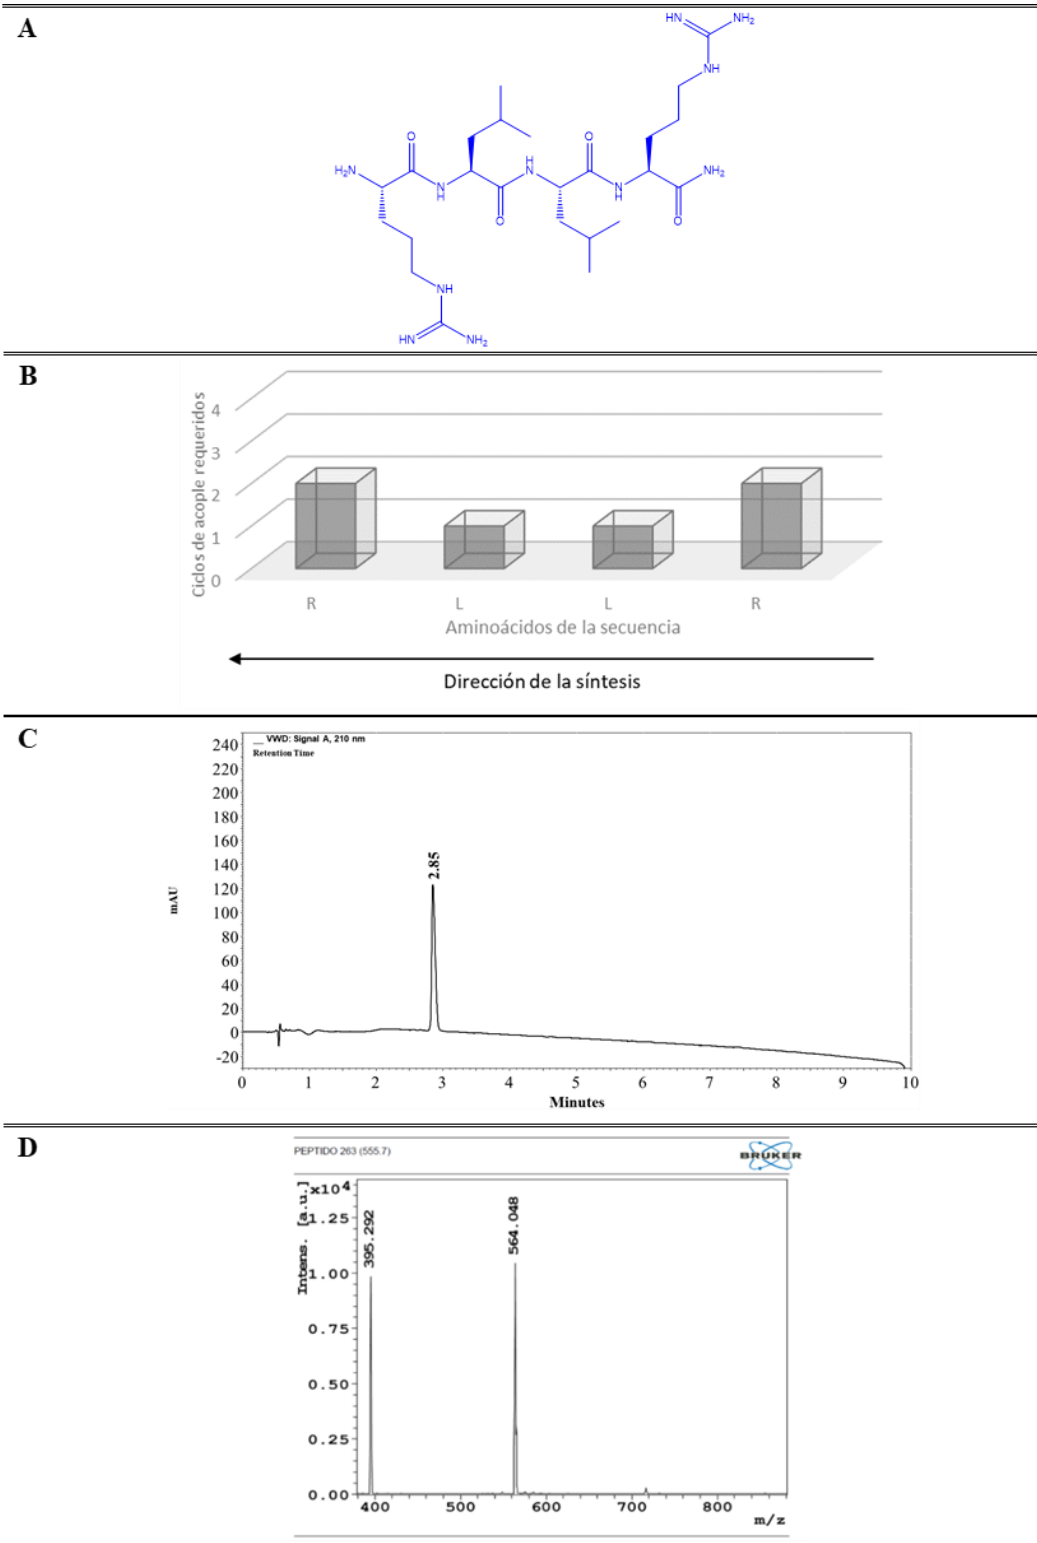 A
HN
NH2
NH
O
O
H2N
H
N
NH2
N
H
N
H
O
O
NH
HN
NH2
B
Ciclos de acople requeridos
4
3
2
1
0
R L L R
Aminoácidos de la secuencia
Dirección de la síntesis
C
VWD: Signal A, 210 nm
Retention Time
240
220
200
180
160
140
120
100
80
60
40
20
0
-20
mAU
2.85
0 1 2 3 4 5 6 7 8 9 10
Minutes
D
PEPTIDO 263 (555.7)
BRUKER
Intens. [a.u.]
x10 4
1.25
1.00
0.75
0.50
0.25
0.00
395.292
564.048
400 500 600 700 800
m/z